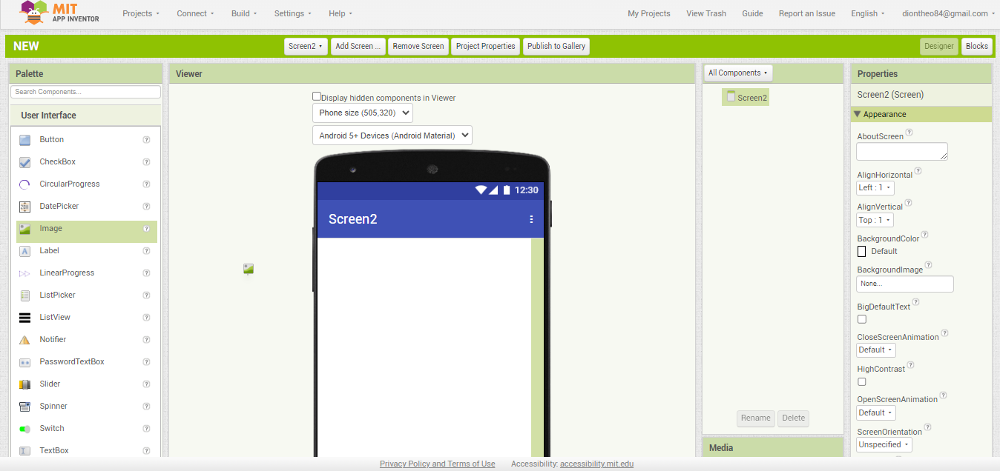 MIT
APP INVENTOR
Projects Connect Build Settings Help My Projects View Trash Guide Report an Issue English diontheo84@gmail.com
NEW Screen2 Add Screen ... Remove Screen Project Properties Publish to Gallery Designer Blocks
Palette
Search Components...
User Interface
Button ?
CheckBox ?
CircularProgress ?
DatePicker ?
Image ?
Label ?
LinearProgress ?
ListPicker ?
ListView ?
Notifier ?
PasswordTextBox ?
Slider ?
Spinner ?
Switch ?
TextBox ?
Viewer
Display hidden components in Viewer
Phone size (505,320)
Android 5+ Devices (Android Material)
12:30
Screen2
All Components
Screen2
Rename Delete
Media
Properties
Screen2 (Screen)
Appearance
AboutScreen ?
AlignHorizontal ?
Left : 1
AlignVertical ?
Top : 1
BackgroundColor ?
Default
BackgroundImage ?
None...
BigDefaultText ?
CloseScreenAnimation ?
Default
HighContrast ?
OpenScreenAnimation ?
Default
ScreenOrientation ?
Unspecified
Privacy Policy and Terms of Use Accessibility: accessibility.mit.edu